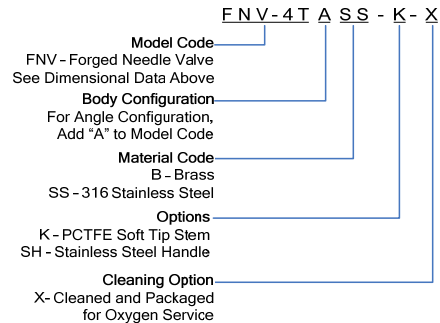 FNV-4TASS-K-X
Model Code
FNV – Forged Needle Valve
See Dimensional Data Above
Body Configuration
For Angle Configuration,
Add “A” to Model Code
Material Code
B – Brass
SS – 316 Stainless Steel
Options
K – PCTFE Soft Tip Stem
SH - Stainless Steel Handle
Cleaning Option
X- Cleaned and Packaged
for Oxygen Service